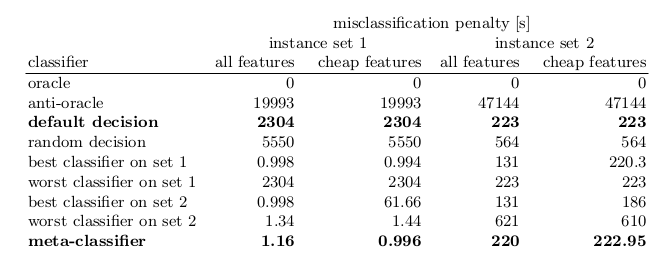 misclassification penalty [s]
instance set 1 instance set 2
classifier all features cheap features all features cheap features
oracle 0 0 0 0
anti-oracle 19993 19993 47144 47144
default decision 2304 2304 223 223
random decision 5550 5550 564 564
best classifier on set 1 0.998 0.994 131 220.3
worst classifier on set 1 2304 2304 223 223
best classifier on set 2 0.998 61.66 131 186
worst classifier on set 2 1.34 1.44 621 610
meta-classifier 1.16 0.996 220 222.95